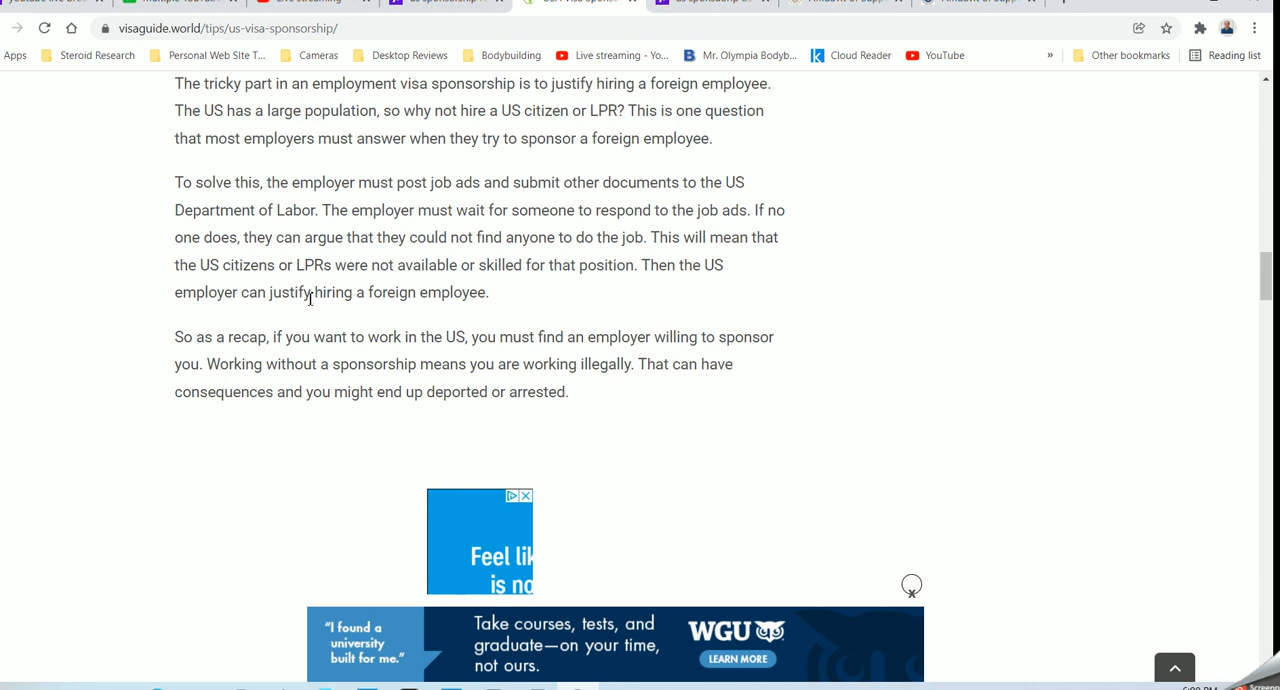 visaguide.world/tips/us-visa-sponsorship/
Apps Steroid Research Personal Web Site T... Cameras Desktop Reviews Bodybuilding Live streaming - Yo... Mr. Olympia Bodyb... Cloud Reader YouTube » Other bookmarks Reading list
The tricky part in an employment visa sponsorship is to justify hiring a foreign employee.
The US has a large population, so why not hire a US citizen or LPR? This is one question
that most employers must answer when they try to sponsor a foreign employee.
To solve this, the employer must post job ads and submit other documents to the US
Department of Labor. The employer must wait for someone to respond to the job ads. If no
one does, they can argue that they could not find anyone to do the job. This will mean that
the US citizens or LPRs were not available or skilled for that position. Then the US
employer can justify hiring a foreign employee.
So as a recap, if you want to work in the US, you must find an employer willing to sponsor
you. Working without a sponsorship means you are working illegally. That can have
consequences and you might end up deported or arrested.
Feel lik
is no
x
"I found a
university
built for me."
Take courses, tests, and
graduate—on your time,
not ours.
WGU
LEARN MORE